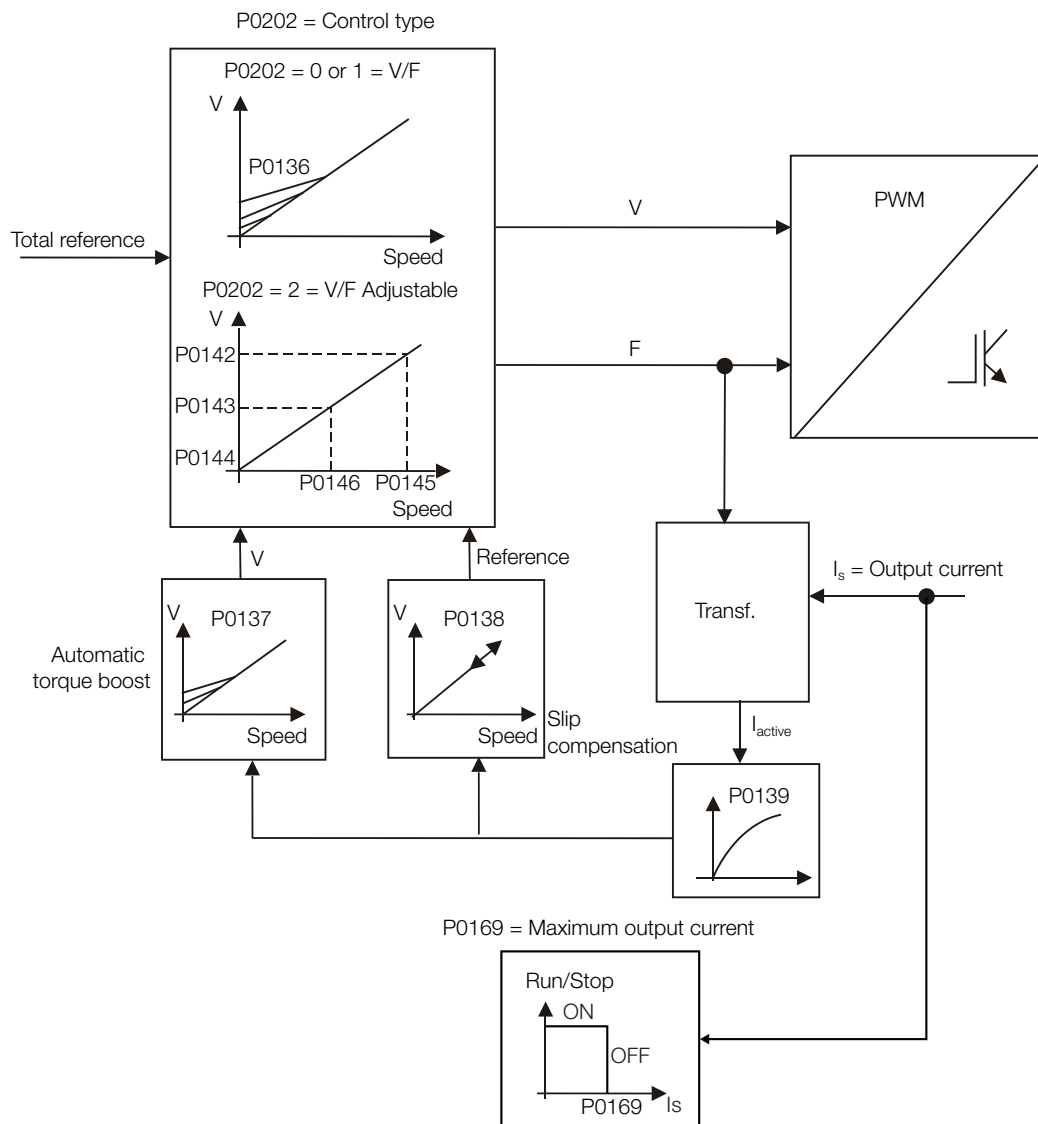 P0202 = Control type
P0202 = 0 or 1 = V/F
V
P0136
Speed
Total reference
P0202 = 2 = V/F Adjustable
V
P0142
P0143
P0144
P0146
P0145
Speed
V
F
PWM
V
Reference
V
P0137
Speed
Automatic
torque boost
V
P0138
Speed
Slip
compensation
Transf.
Is = Output current
Iactive
P0139
P0169 = Maximum output current
Run/Stop
ON
OFF
P0169
Is